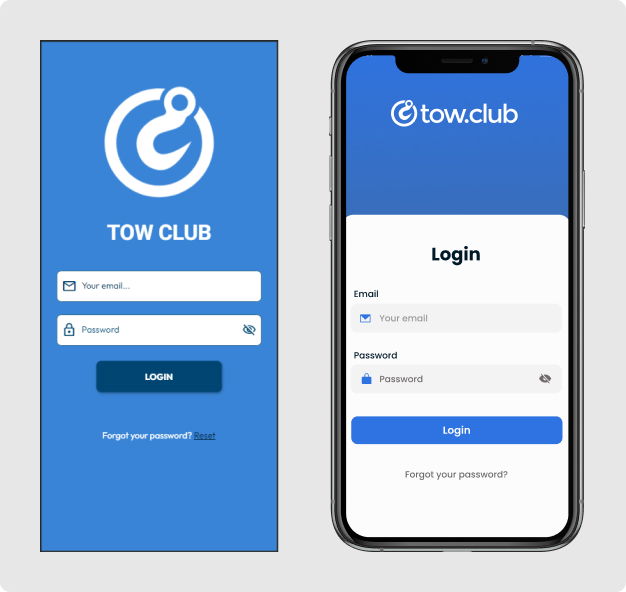 TOW CLUB
Your email...
Password
LOGIN
Forgot your password? Reset
tow.club
Login
Email
Your email
Password
Password
Login
Forgot your password?